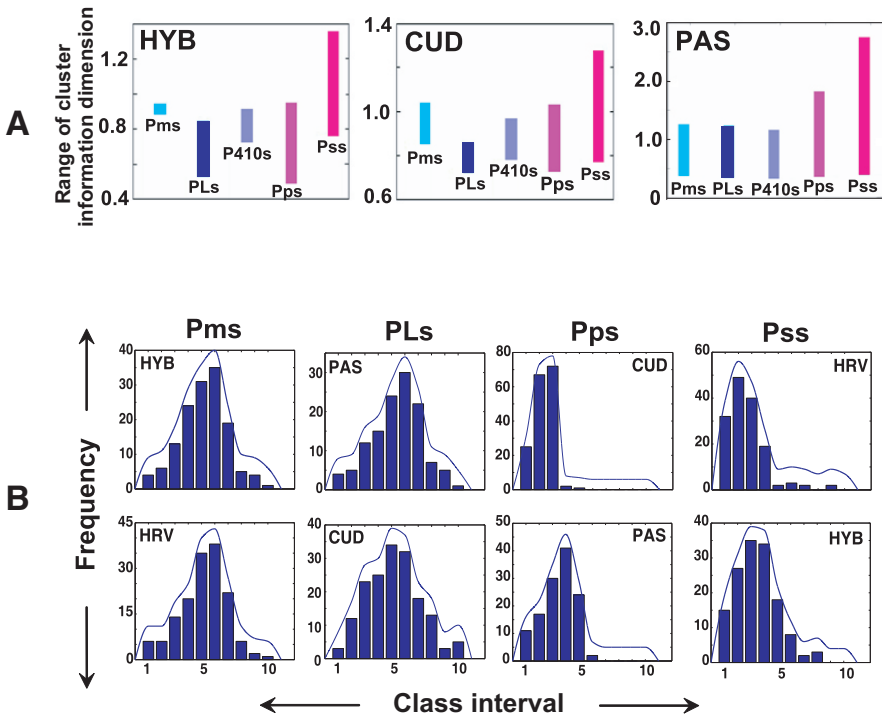 A
Range of cluster
information dimension
HYB
1.2
0.8
0.4
Pms
PLs
P410s
Pps
Pss
CUD
1.4
1.0
0.6
Pms
PLs
P410s
Pps
Pss
PAS
3.0
2.0
1.0
0
Pms
PLs
P410s
Pps
Pss
B
Frequency
Pms
PLs
Pps
Pss
HYB
40
30
20
10
0
PAS
30
20
10
0
CUD
80
60
40
20
0
HRV
60
40
20
0
HRV
45
30
15
0
1
5
10
CUD
40
30
20
10
0
1
5
10
PAS
50
40
30
20
10
0
1
5
10
HYB
40
30
20
10
0
1
5
10
Class interval